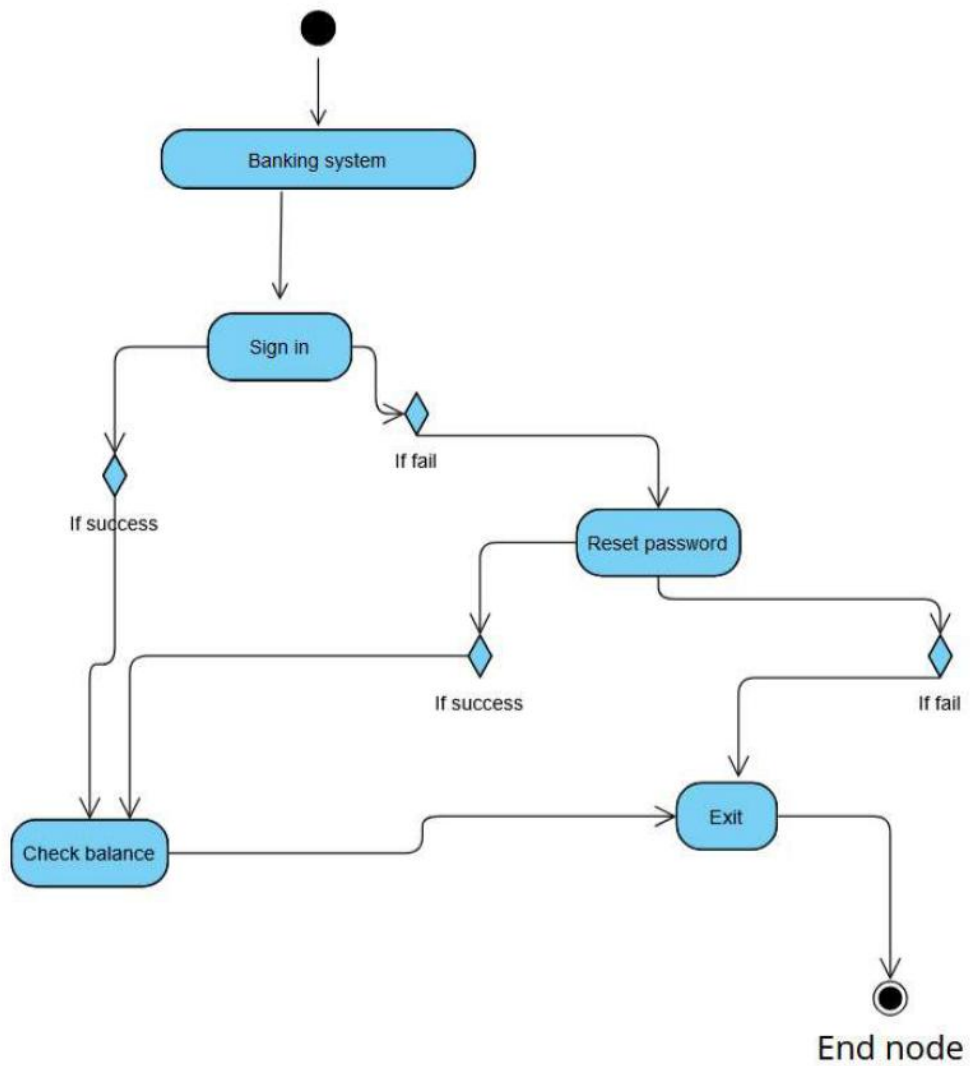 Banking system
Sign in
If fail
If success
Reset password
If success
If fail
Exit
Check balance
End node